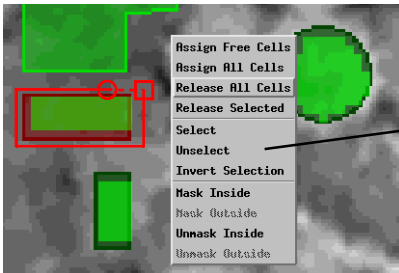 Assign Free Cells
Assign All Cells
Release All Cells
Release Selected
Select
Unselect
Invert Selection
Mask Inside
Mask Outside
Unmask Inside
Unmask Outside